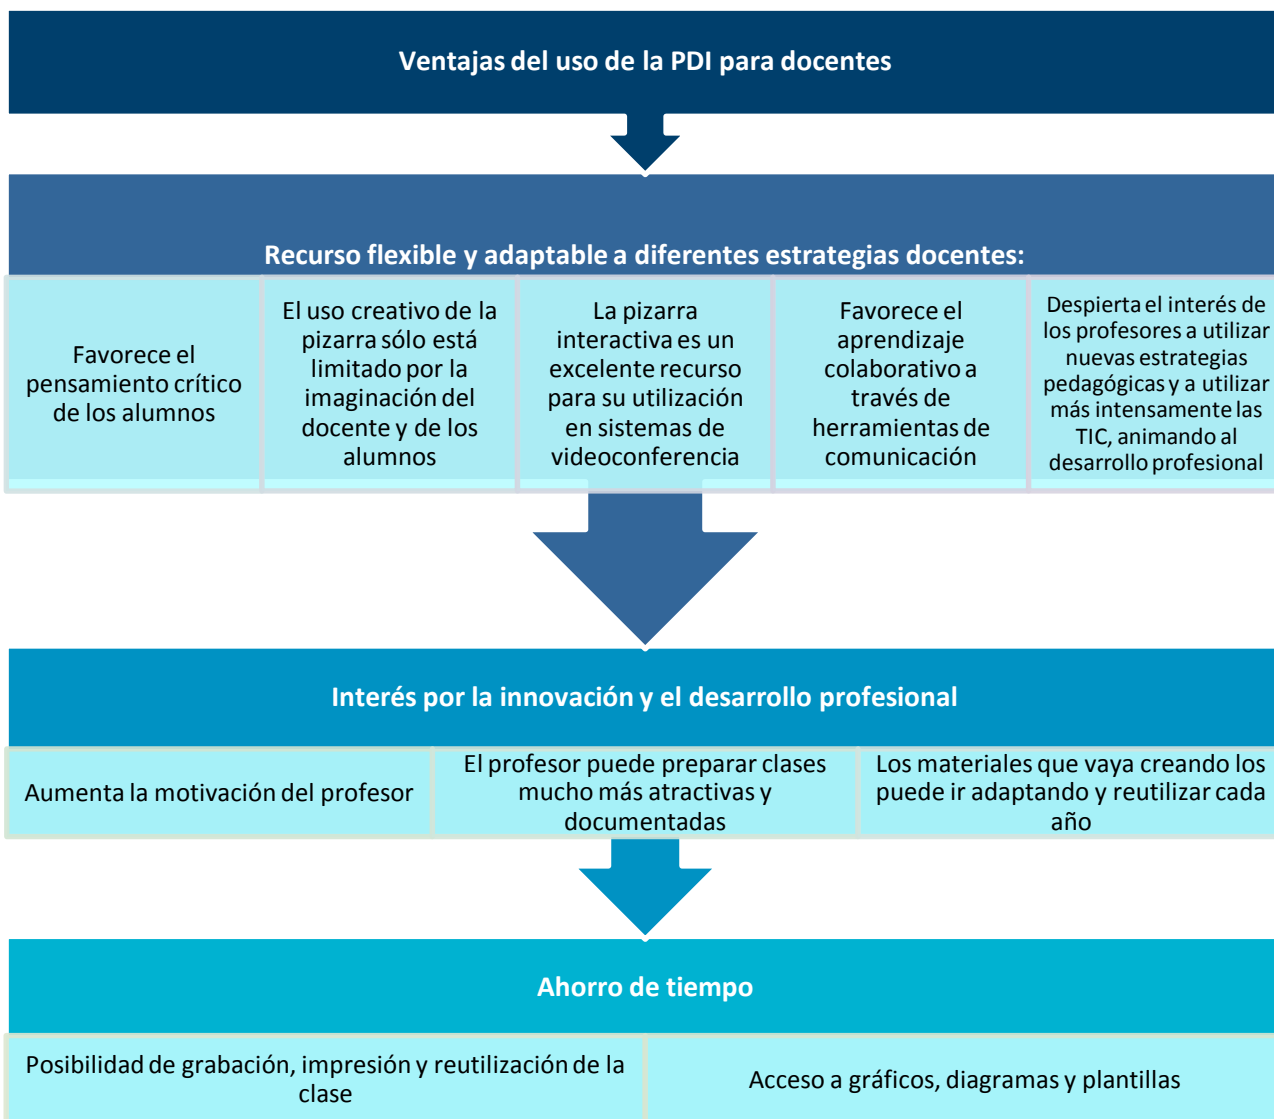 Ventajas del uso de la PDI para docentes
Recurso flexible y adaptable a diferentes estrategias docentes:
Favorece el
pensamiento crítico
de los alumnos
El uso creativo de la
pizarra sólo está
limitado por la
imaginación del
docente y de los
alumnos
La pizarra
interactiva es un
excelente recurso
para su utilización
en sistemas de
videoconferencia
Favorece el
aprendizaje
colaborativo a
través de
herramientas de
comunicación
Despierta el interés de
los profesores a utilizar
nuevas estrategias
pedagógicas y a utilizar
más intensamente las
TIC, animando al
desarrollo profesional
Interés por la innovación y el desarrollo profesional
Aumenta la motivación del profesor
El profesor puede preparar clases
mucho más atractivas y
documentadas
Los materiales que vaya creando los
puede ir adaptando y reutilizar cada
año
Ahorro de tiempo
Posibilidad de grabación, impresión y reutilización de la
clase
Acceso a gráficos, diagramas y plantillas